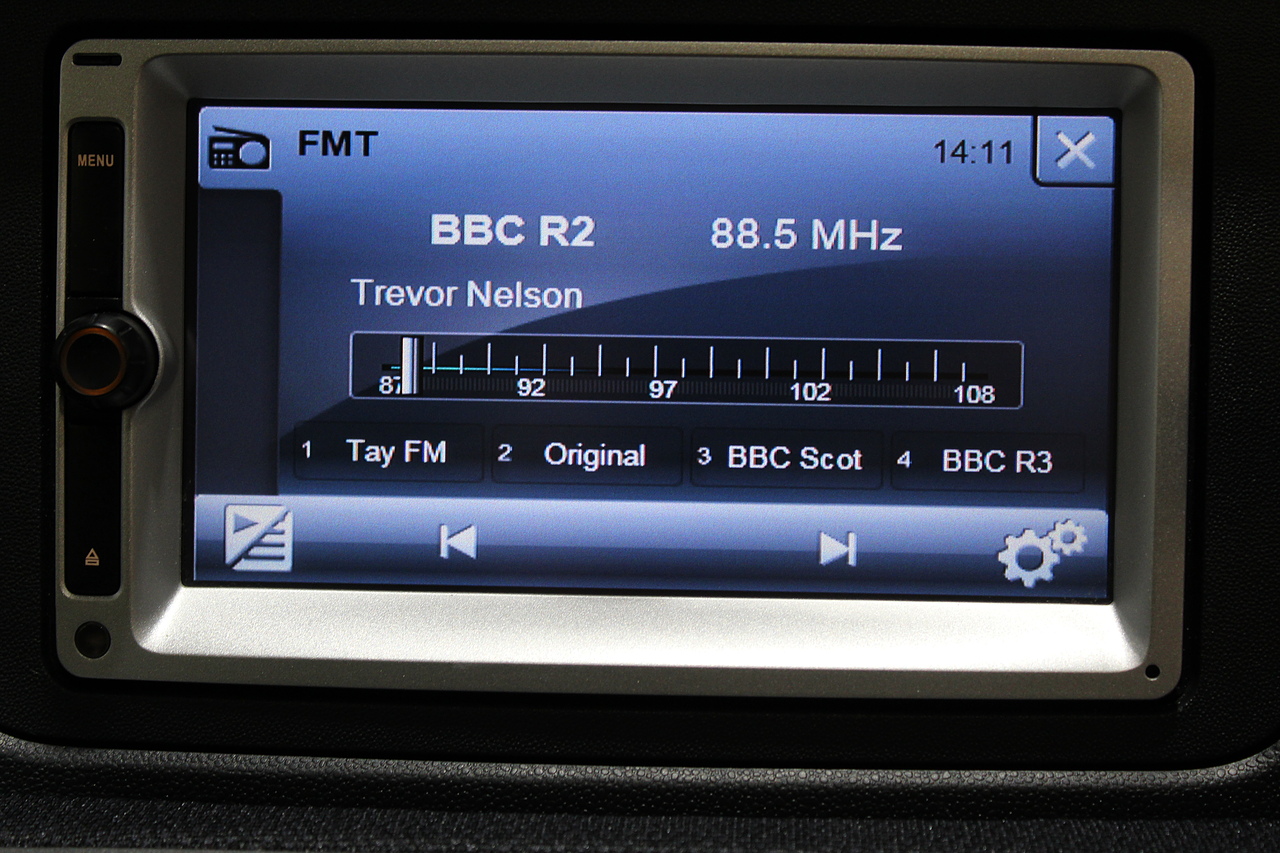 MENU
FMT 14:11
BBC R2 88.5 MHz
Trevor Nelson
87 92 97 102 108
1 Tay FM 2 Original 3 BBC Scot 4 BBC R3